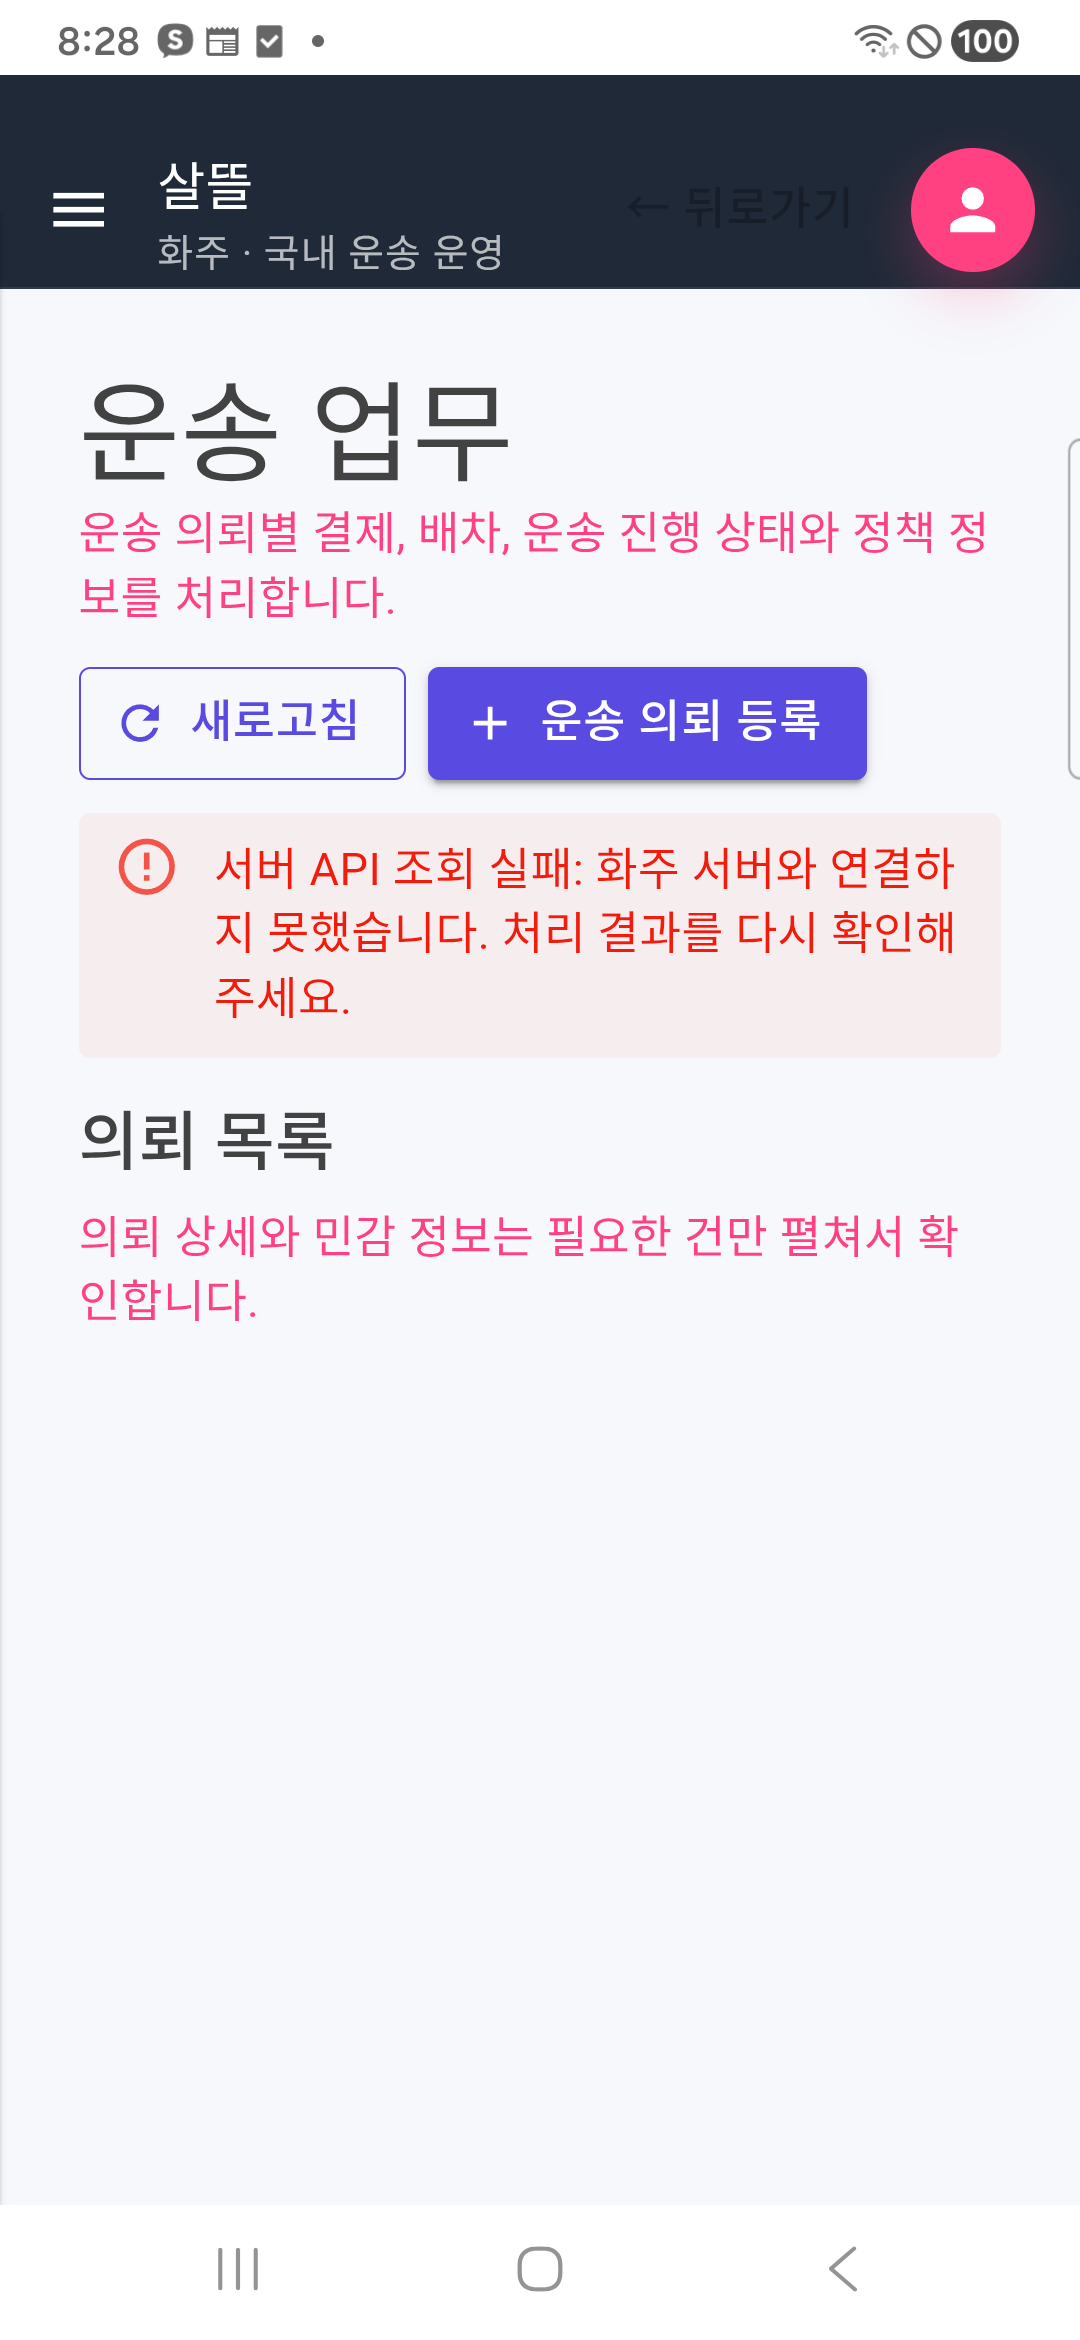 8:28
100
살뜰
화주 · 국내 운송 운영
← 뒤로가기
운송 업무
운송 의뢰별 결제, 배차, 운송 진행 상태와 정책 정
보를 처리합니다.
새로고침
+ 운송 의뢰 등록
서버 API 조회 실패: 화주 서버와 연결하
지 못했습니다. 처리 결과를 다시 확인해
주세요.
의뢰 목록
의뢰 상세와 민감 정보는 필요한 건만 펼쳐서 확
인합니다.